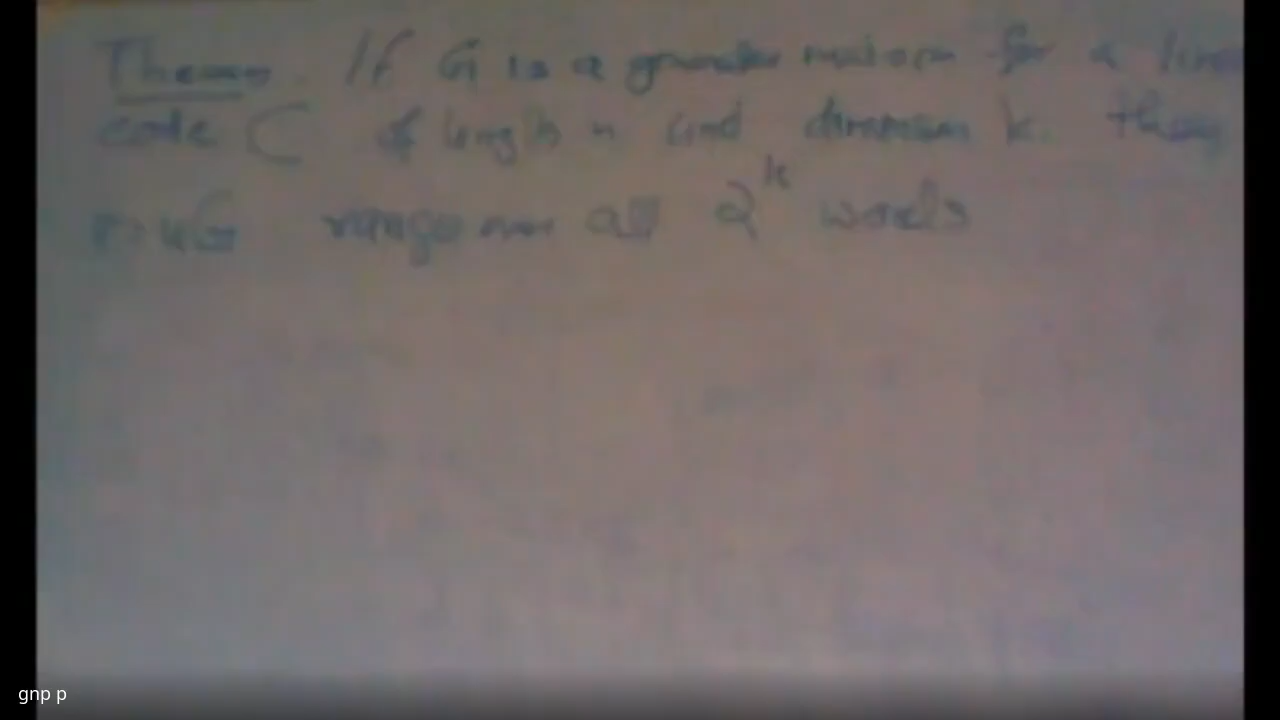 Theorem. If G is a generator matrix for a linear
code C of length n and dimension k. then
v = uG ranges over all 2^k words
gnp p